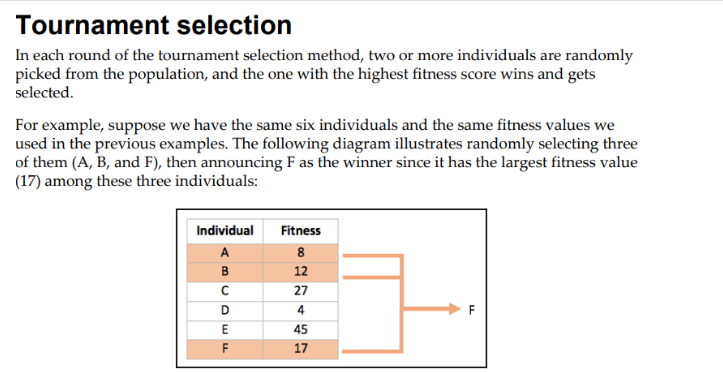 Tournament selection
In each round of the tournament selection method, two or more individuals are randomly
picked from the population, and the one with the highest fitness score wins and gets
selected.
For example, suppose we have the same six individuals and the same fitness values we
used in the previous examples. The following diagram illustrates randomly selecting three
of them (A, B, and F), then announcing F as the winner since it has the largest fitness value
(17) among these three individuals:
Individual Fitness
A 8
B 12
C 27
D 4
E 45
F 17
F